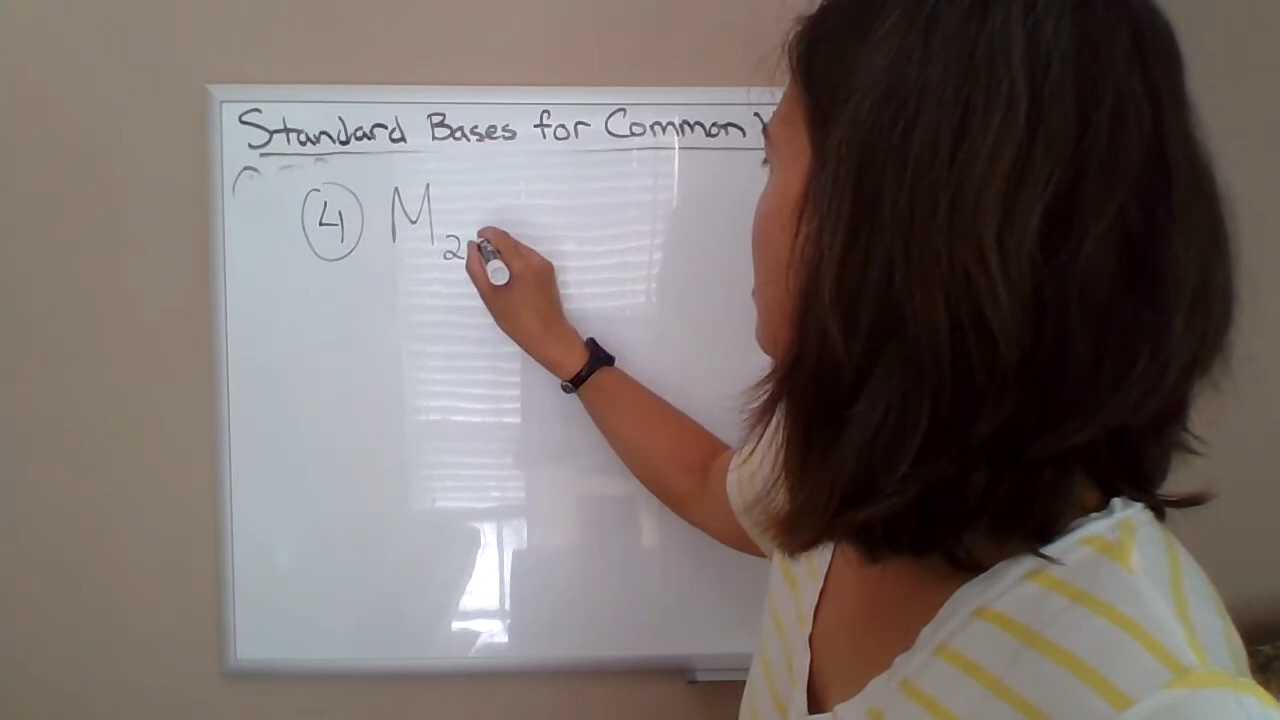 Standard Bases for Common
④ M₂